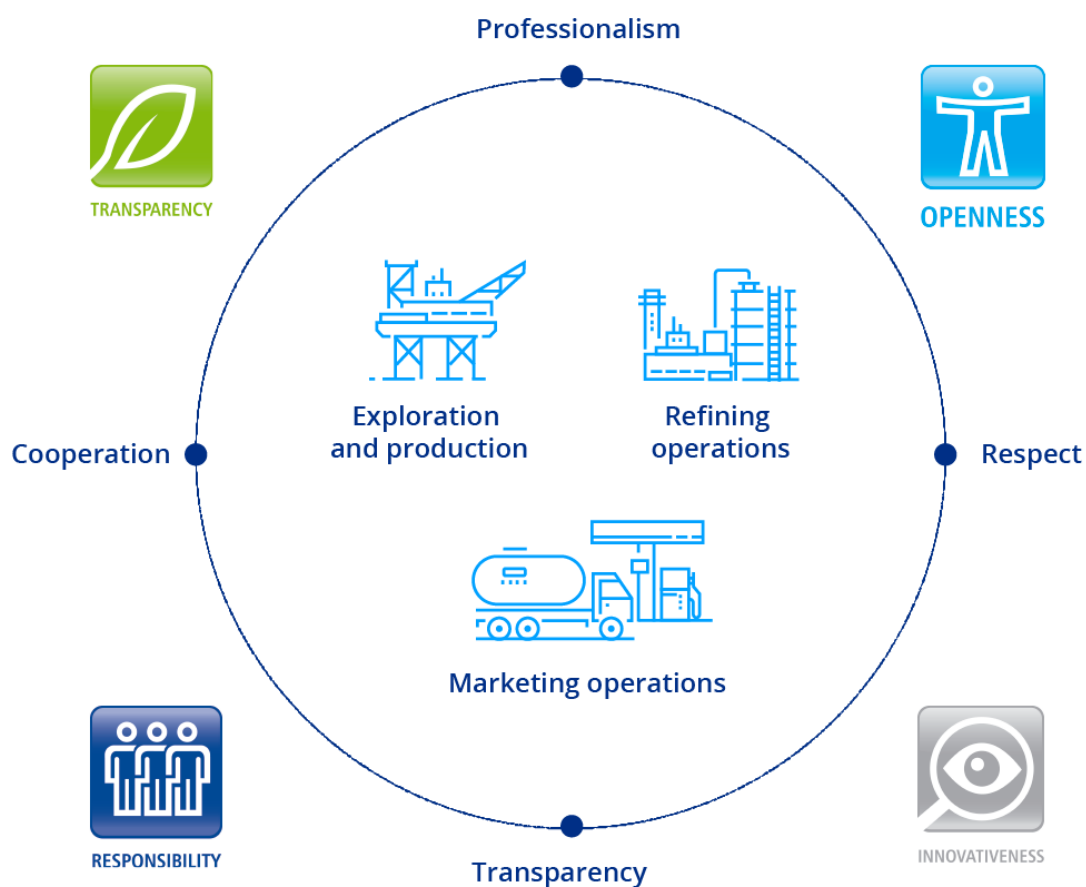 Professionalism
TRANSPARENCY
OPENNESS
Exploration
and production
Refining
operations
Cooperation
Respect
Marketing operations
RESPONSIBILITY
INNOVATIVENESS
Transparency